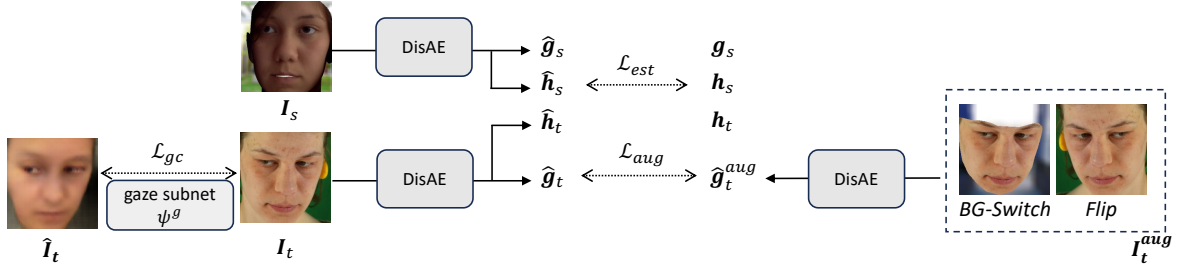 DisAE
ĝ_s
g_s
ĥ_s
ℒ_est
h_s
I_s
ĥ_t
h_t
ℒ_gc
ℒ_aug
DisAE
ĝ_t
ĝ_t^aug
DisAE
gaze subnet
ψ^g
BG-Switch
Flip
Î_t
I_t
I_t^aug